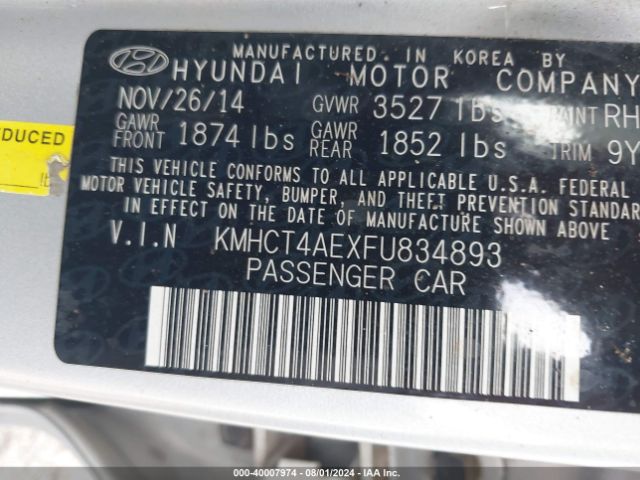 MANUFACTURED IN KOREA BY
HYUNDAI MOTOR COMPANY
NOV/26/14 GVWR 3527 lbs RH
GAWR FRONT 1874 lbs GAWR REAR 1852 lbs TRIM 9Y
EDUCED
THIS VEHICLE CONFORMS TO ALL APPLICABLE U.S.A. FEDERAL
MOTOR VEHICLE SAFETY, BUMPER, AND THEFT PREVENTION STANDAR
IN EFFECT ON THE DATE OF MANUFACTURE SHOWN ABOVE
V.I.N KMHCT4AEXFU834893
PASSENGER CAR
000-40007974 • 08/01/2024 - IAA Inc.